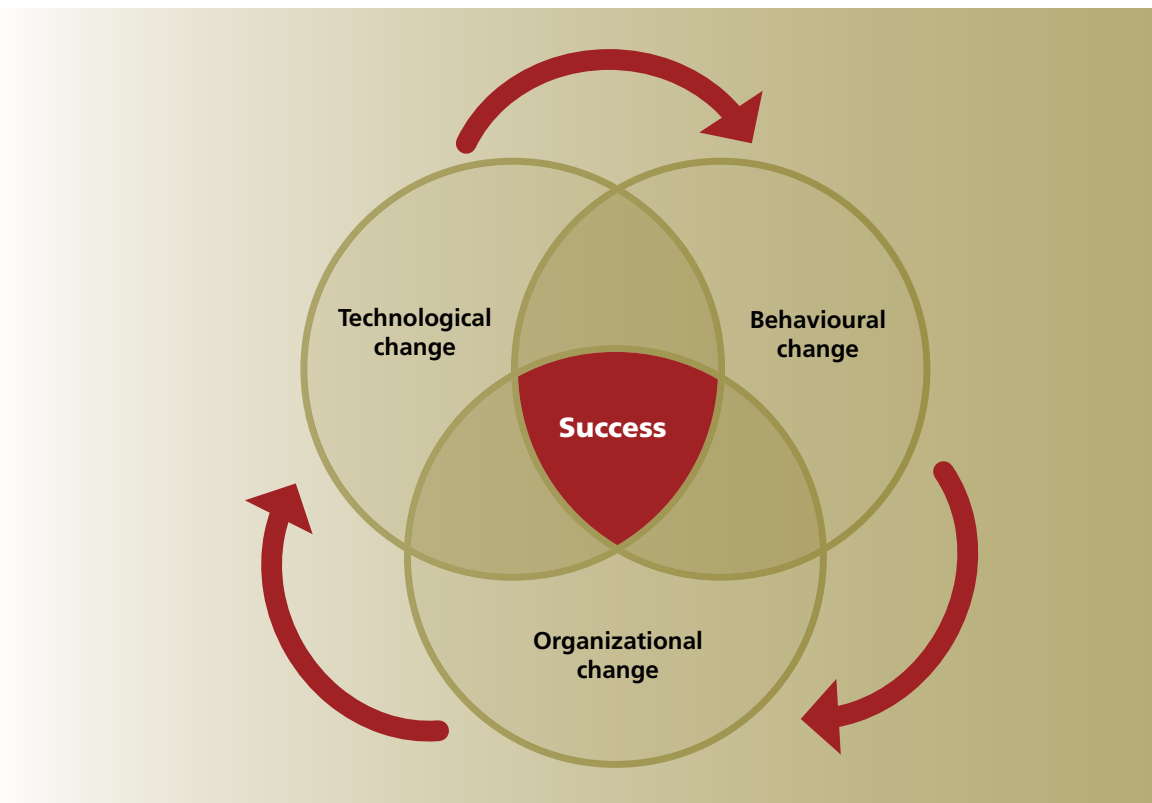 Technological
change
Behavioural
change
Success
Organizational
change